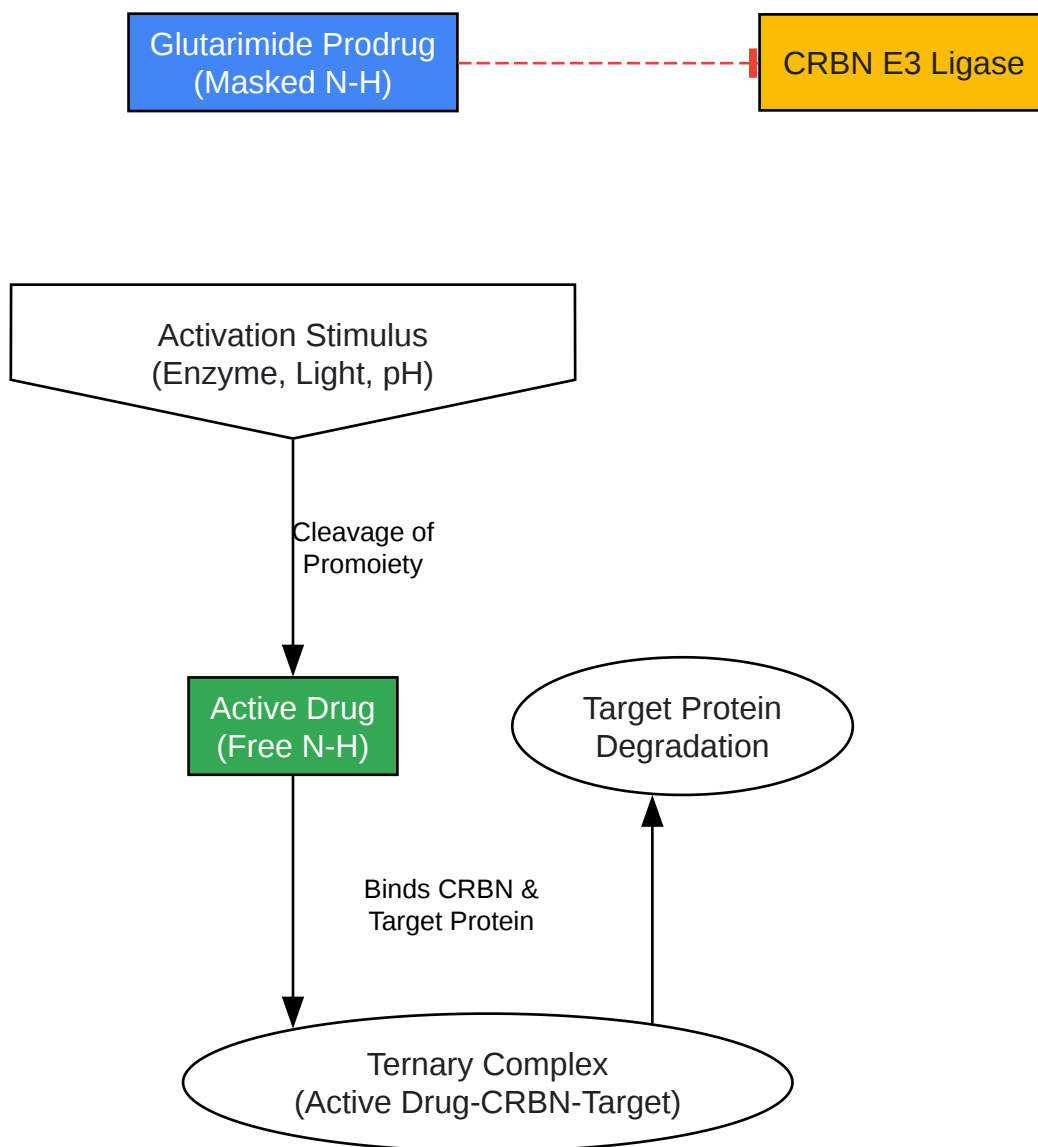 Glutarimide Prodrug
(Masked N-H)
CRBN E3 Ligase
Activation Stimulus
(Enzyme, Light, pH)
Cleavage of
Promoiety
Active Drug
(Free N-H)
Target Protein
Degradation
Binds CRBN &
Target Protein
Ternary Complex
(Active Drug-CRBN-Target)